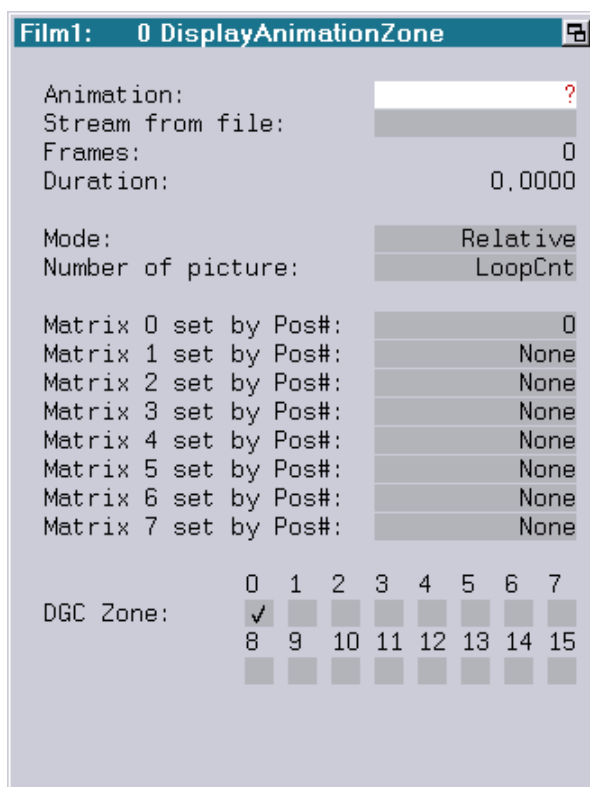 Film1: 0 DisplayAnimationZone
Animation: ?
Stream from file:
Frames: 0
Duration: 0,0000
Mode: Relative
Number of picture: LoopCnt
Matrix 0 set by Pos#: 0
Matrix 1 set by Pos#: None
Matrix 2 set by Pos#: None
Matrix 3 set by Pos#: None
Matrix 4 set by Pos#: None
Matrix 5 set by Pos#: None
Matrix 6 set by Pos#: None
Matrix 7 set by Pos#: None
0 1 2 3 4 5 6 7
DGC Zone: ✓
8 9 10 11 12 13 14 15